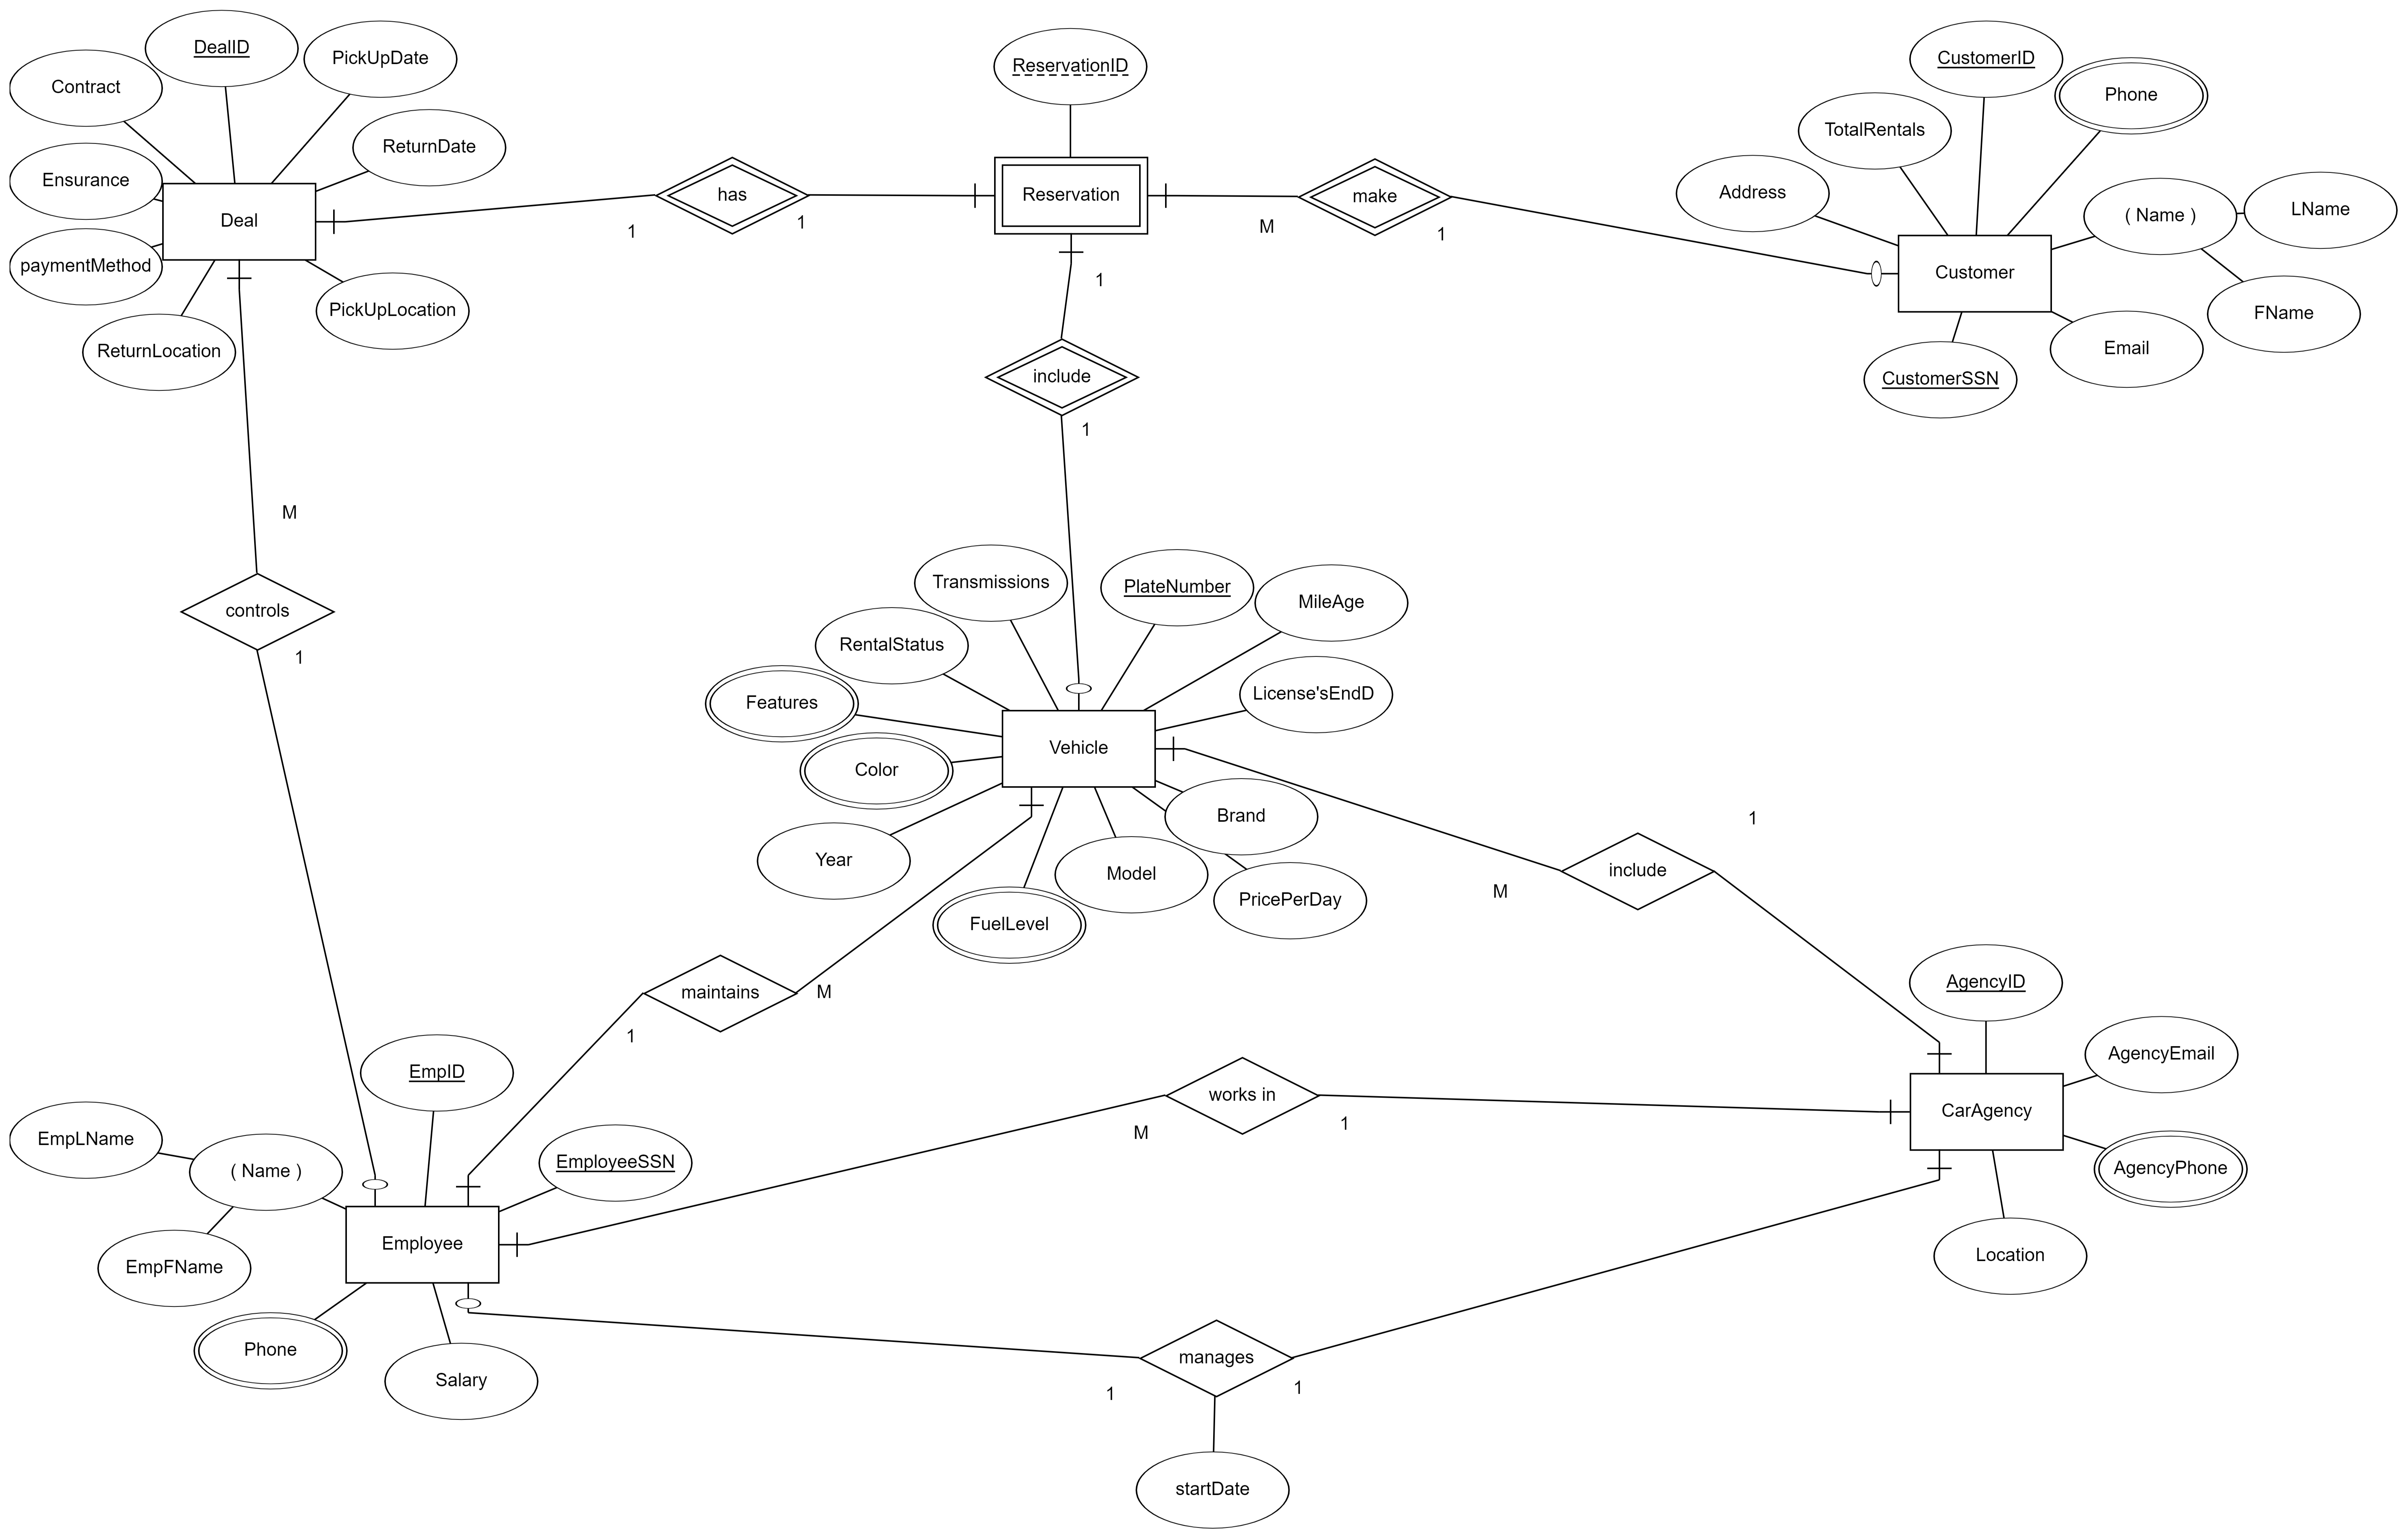 DealID
PickUpDate
Contract
ReturnDate
Ensurance
Deal
paymentMethod
PickUpLocation
ReturnLocation
1
has
1
ReservationID
Reservation
M
make
1
CustomerID
Phone
TotalRentals
Address
( Name )
LName
FName
Customer
Email
CustomerSSN
1
include
1
M
controls
1
Transmissions
PlateNumber
MileAge
RentalStatus
License'sEndD
Features
Vehicle
Color
Brand
Year
Model
PricePerDay
FuelLevel
1
include
M
maintains
M
1
AgencyID
AgencyEmail
CarAgency
AgencyPhone
Location
works in
M
1
EmpID
EmpLName
( Name )
EmployeeSSN
Employee
EmpFName
Phone
Salary
manages
1
1
startDate